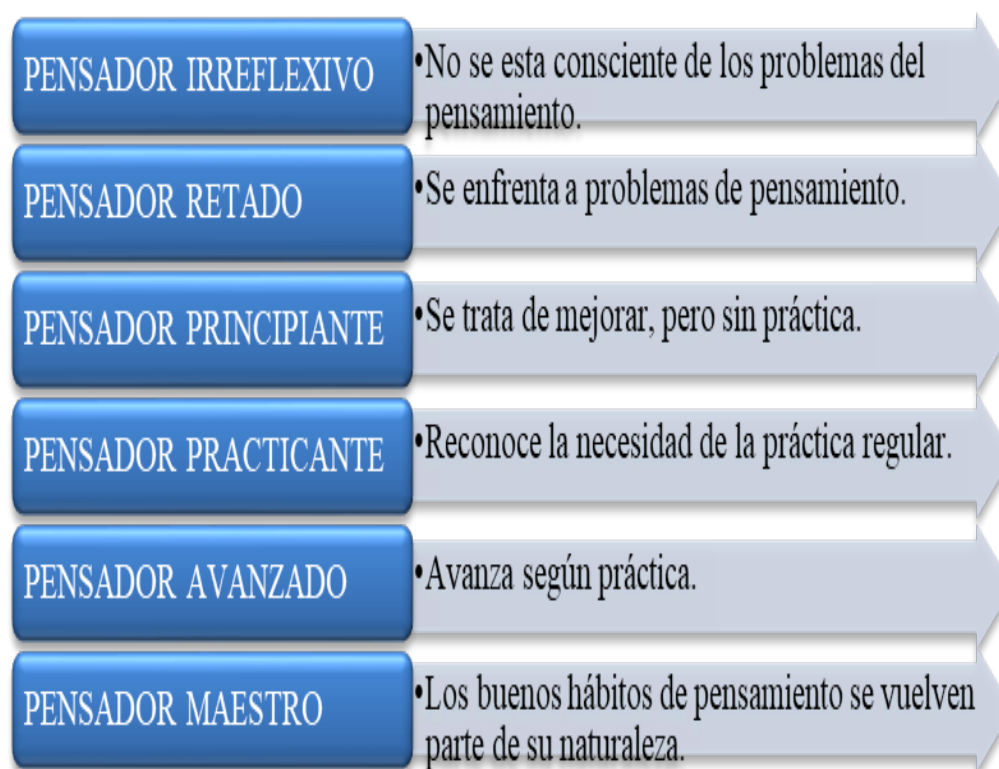 PENSADOR IRREFLEXIVO
•No se esta consciente de los problemas del
pensamiento.
PENSADOR RETADO
•Se enfrenta a problemas de pensamiento.
PENSADOR PRINCIPIANTE
•Se trata de mejorar, pero sin práctica.
PENSADOR PRACTICANTE
•Reconoce la necesidad de la práctica regular.
PENSADOR AVANZADO
•Avanza según práctica.
PENSADOR MAESTRO
•Los buenos hábitos de pensamiento se vuelven
parte de su naturaleza.